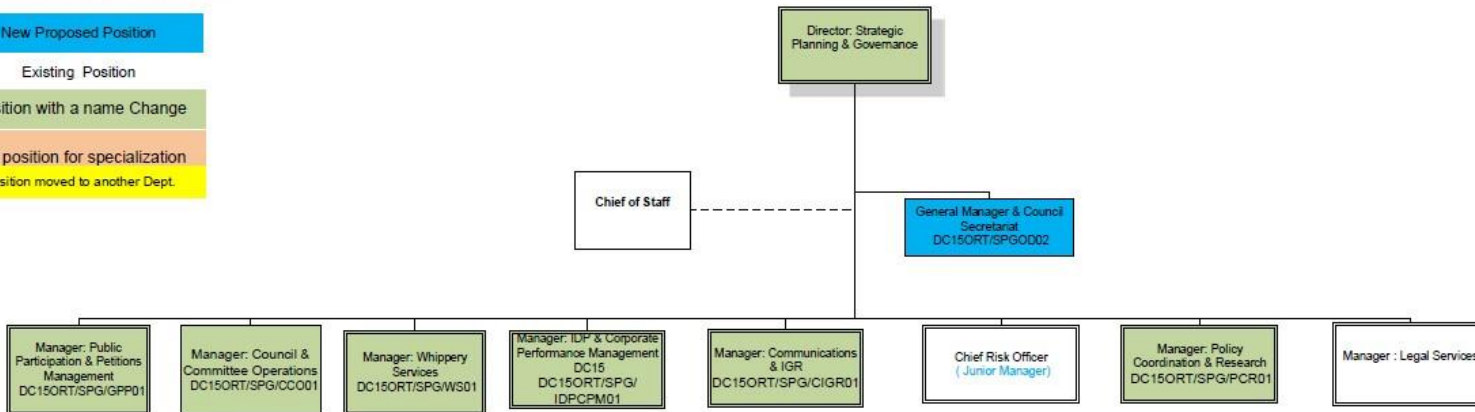 New Proposed Position
Existing Position
sition with a name Change
position for specialization
sition moved to another Dept.
Director: Strategic
Planning & Governance
Chief of Staff
General Manager & Council
Secretariat
DC15ORT/SPGOD02
Manager: Public
Participation & Petitions
Management
DC15ORT/SPG/GPP01
Manager: Council &
Committee Operations
DC15ORT/SPG/CCO01
Manager: Whippery
Services
DC15ORT/SPG/WS01
Manager: IDP & Corporate
Performance Management
DC15
DC15ORT/SPG/
IDPCPM01
Manager: Communications
& IGR
DC15ORT/SPG/CIGR01
Chief Risk Officer
( Junior Manager)
Manager: Policy
Coordination & Research
DC15ORT/SPG/PCR01
Manager : Legal Services